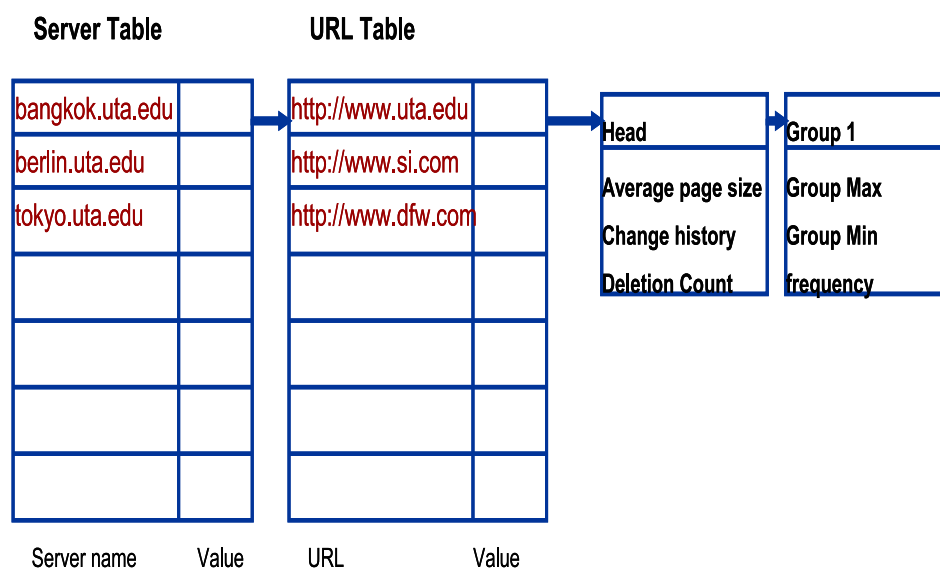 Server Table
URL Table
bangkok.uta.edu
berlin.uta.edu
tokyo.uta.edu
http://www.uta.edu
http://www.si.com
http://www.dfw.com
Head
Average page size
Change history
Deletion Count
Group 1
Group Max
Group Min
frequency
Server name
Value
URL
Value